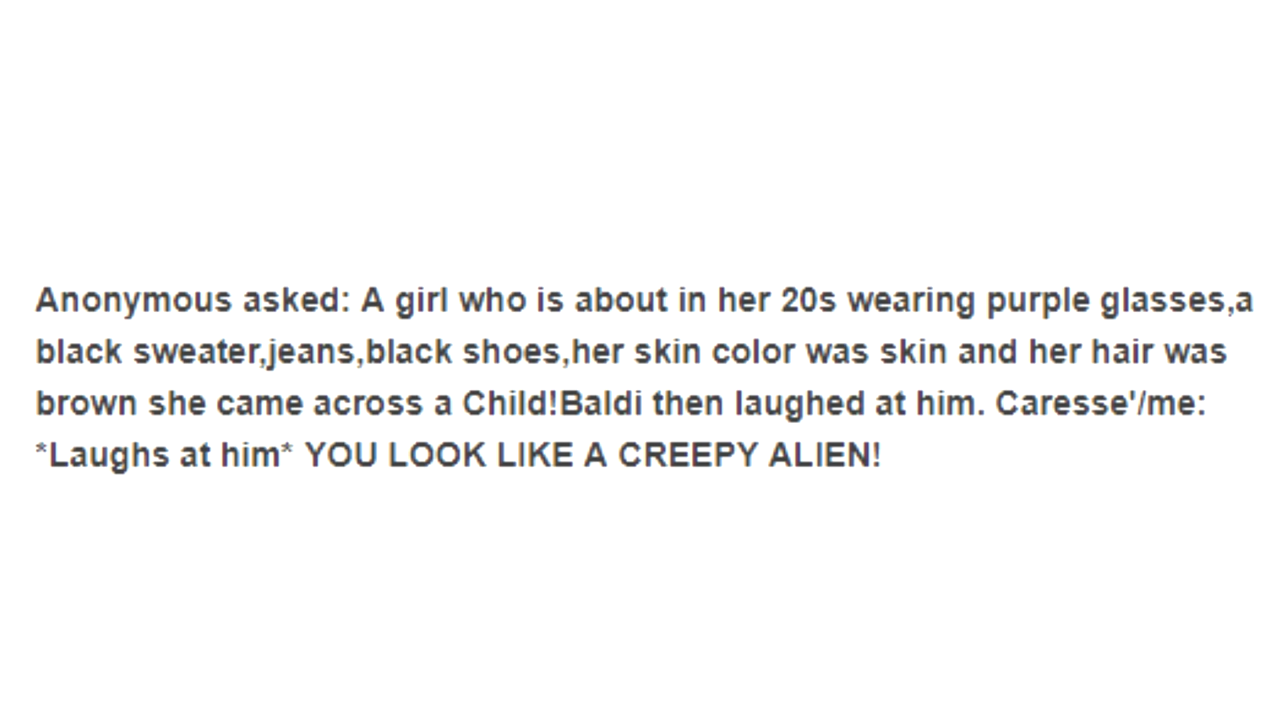 Anonymous asked: A girl who is about in her 20s wearing purple glasses,a
black sweater,jeans,black shoes,her skin color was skin and her hair was
brown she came across a Child!Baldi then laughed at him. Caresse'/me:
*Laughs at him* YOU LOOK LIKE A CREEPY ALIEN!